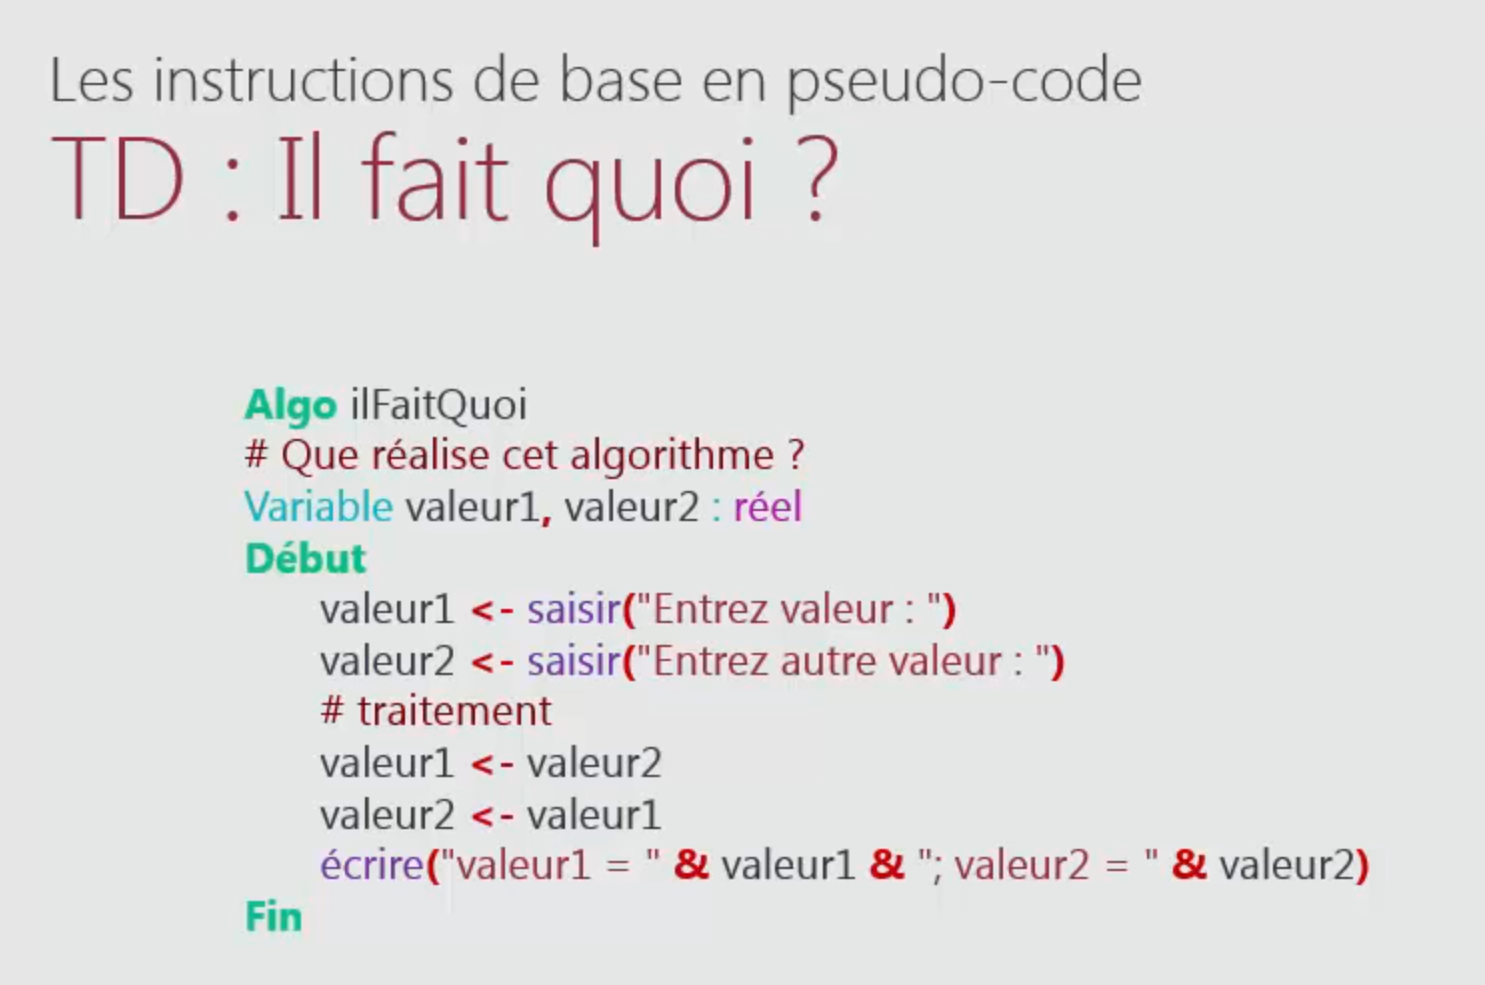 Les instructions de base en pseudo-code
TD : Il fait quoi ?
Algo ilFaitQuoi
# Que réalise cet algorithme ?
Variable valeur1, valeur2 : réel
Début
valeur1 <- saisir("Entrez valeur : ")
valeur2 <- saisir("Entrez autre valeur : ")
# traitement
valeur1 <- valeur2
valeur2 <- valeur1
écrire("valeur1 = " & valeur1 & "; valeur2 = " & valeur2)
Fin